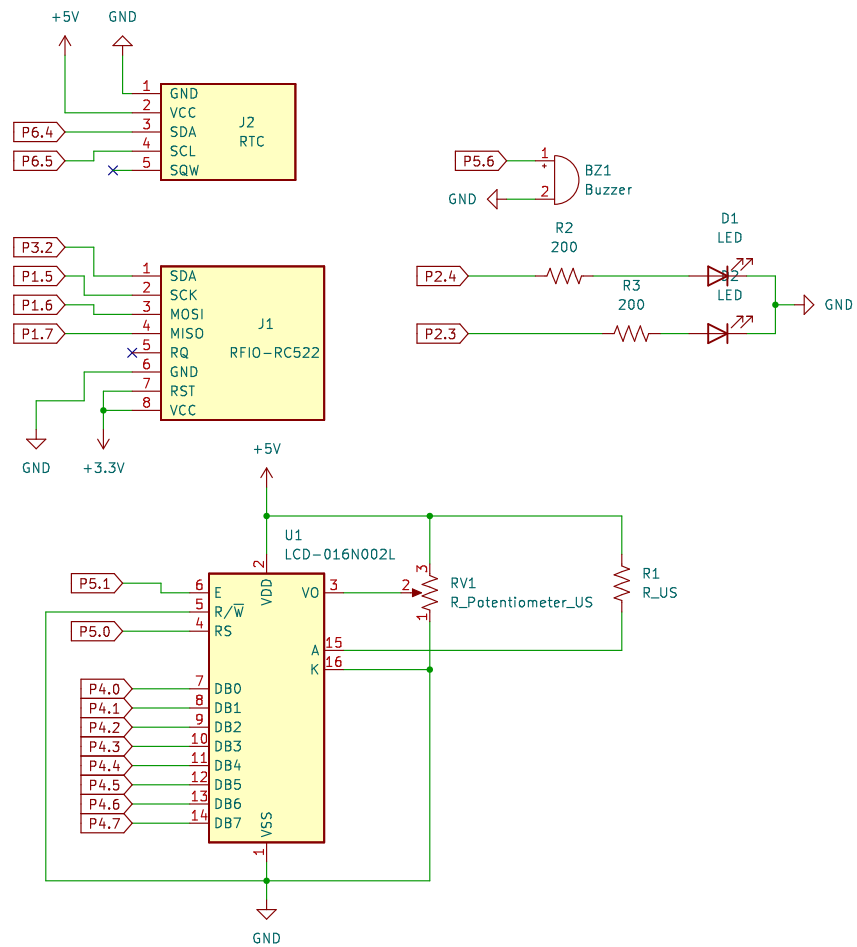 +5V
GND
1 GND
2 VCC
P6.4 3 SDA
P6.5 4 SCL
5 SQW
J2
RTC
P5.6 1
+
GND 2
BZ1
Buzzer
P3.2 1 SDA
P1.5 2 SCK
P1.6 3 MOSI
P1.7 4 MISO
5 RQ
6 GND
7 RST
8 VCC
J1
RFIO-RC522
GND
+3.3V
R2
200
D1
LED
P2.4
R3
200
LED
P2.3
GND
+5V
U1
LCD-016N002L
2
VDD
P5.1 6 E
5 R/W̅
P5.0 4 RS
VO 3
A 15
K 16
3
2
1
RV1
R_Potentiometer_US
R1
R_US
P4.0 7 DB0
P4.1 8 DB1
P4.2 9 DB2
P4.3 10 DB3
P4.4 11 DB4
P4.5 12 DB5
P4.6 13 DB6
P4.7 14 DB7
VSS
1
GND